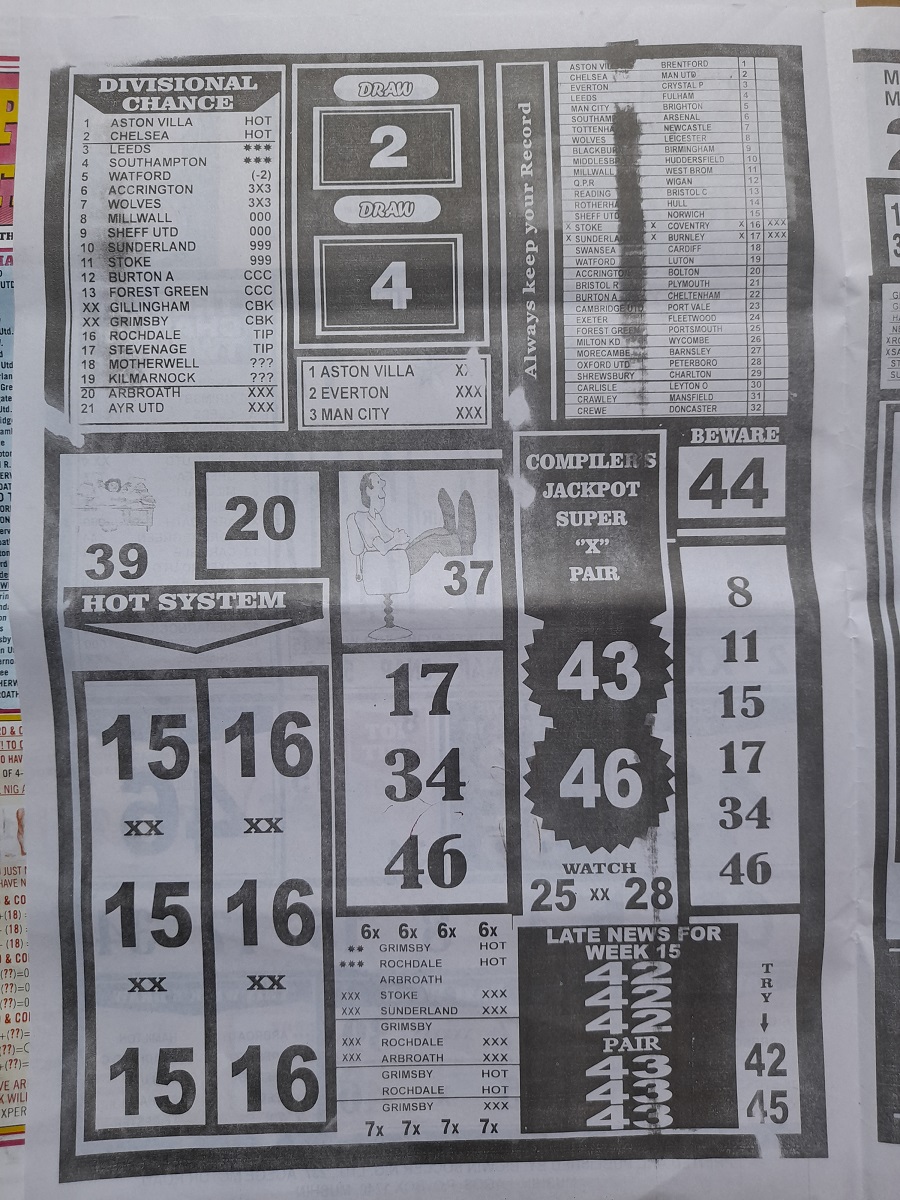 DIVISIONAL
CHANCE
1 ASTON VILLA HOT
2 CHELSEA HOT
3 LEEDS ***
4 SOUTHAMPTON ***
5 WATFORD (-2)
6 ACCRINGTON 3X3
7 WOLVES 3X3
8 MILLWALL 000
9 SHEFF UTD 000
10 SUNDERLAND 999
11 STOKE 999
12 BURTON A CCC
13 FOREST GREEN CCC
XX GILLINGHAM CBK
XX GRIMSBY CBK
16 ROCHDALE TIP
17 STEVENAGE TIP
18 MOTHERWELL ???
19 KILMARNOCK ???
20 ARBROATH XXX
21 AYR UTD XXX
DRAW
2
DRAW
4
1 ASTON VILLA XX
2 EVERTON XXX
3 MAN CITY XXX
Always keep your Record
ASTON BRENTFORD 1
CHELSEA MAN UTD 2
EVERTON CRYSTAL P 3
LEEDS FULHAM 4
MAN CITY BRIGHTON 5
ARSENAL 6
NEWCASTLE 7
WOLVES LEICESTER 8
BIRMINGHAM 9
HUDDERSFIELD 10
MILLWALL WEST BROM 11
Q.P.R WIGAN 12
READING BRISTOL C 13
HULL 14
SHEFF UTD NORWICH 15
X STOKE X COVENTRY X 16 XXX
X SUNDERLAND X BURNLEY X 17 XXX
SWANSEA CARDIFF 18
WATFORD LUTON 19
ACCRINGTON BOLTON 20
BRISTOL R PLYMOUTH 21
BURTON A CHELTENHAM 22
CAMBRIDGE UTD PORT VALE 23
EXETER FLEETWOOD 24
FOREST GREEN PORTSMOUTH 25
MILTON KD WYCOMBE 26
MORECAMBE BARNSLEY 27
OXFORD UTD PETERBORO 28
SHREWSBURY CHARLTON 29
CARLISLE LEYTON O 30
CRAWLEY MANSFIELD 31
CREWE DONCASTER 32
39
20
37
HOT SYSTEM
15 16
XX XX
15 16
XX XX
15 16
17
34
46
6x 6x 6x 6x
** GRIMSBY HOT
*** ROCHDALE HOT
ARBROATH
XXX STOKE XXX
XXX SUNDERLAND XXX
GRIMSBY
XXX ROCHDALE XXX
XXX ARBROATH XXX
GRIMSBY HOT
ROCHDALE HOT
GRIMSBY XXX
7x 7x 7x 7x
COMPILER'S
JACKPOT
SUPER
"X"
PAIR
43
46
WATCH
25 XX 28
LATE NEWS FOR
WEEK 15
42
42
42
PAIR
43
43
43
BEWARE
44
8
11
15
17
34
46
TRY
42
45